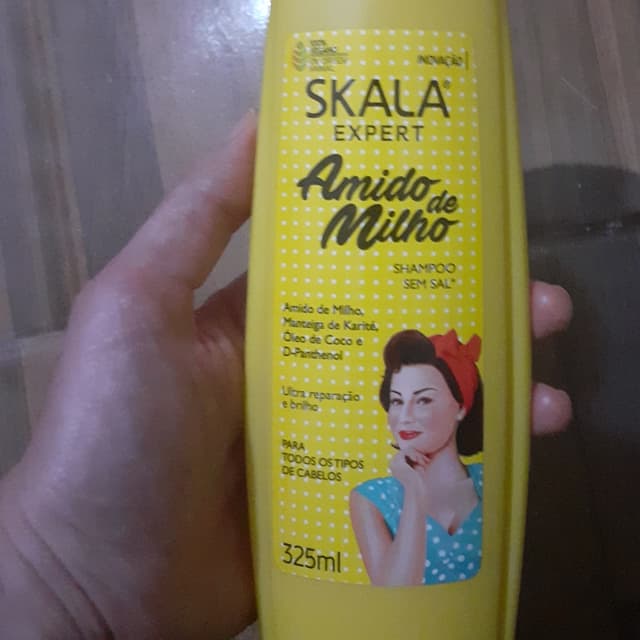 INOVAÇÃO
SKALA®
EXPERT
Amido de
Milho
SHAMPOO
SEM SAL*
Amido de Milho,
Manteiga de Karité,
Óleo de Coco e
D-Panthenol
Ultra reparação
e brilho
PARA
TODOS OS TIPOS
DE CABELOS
325ml